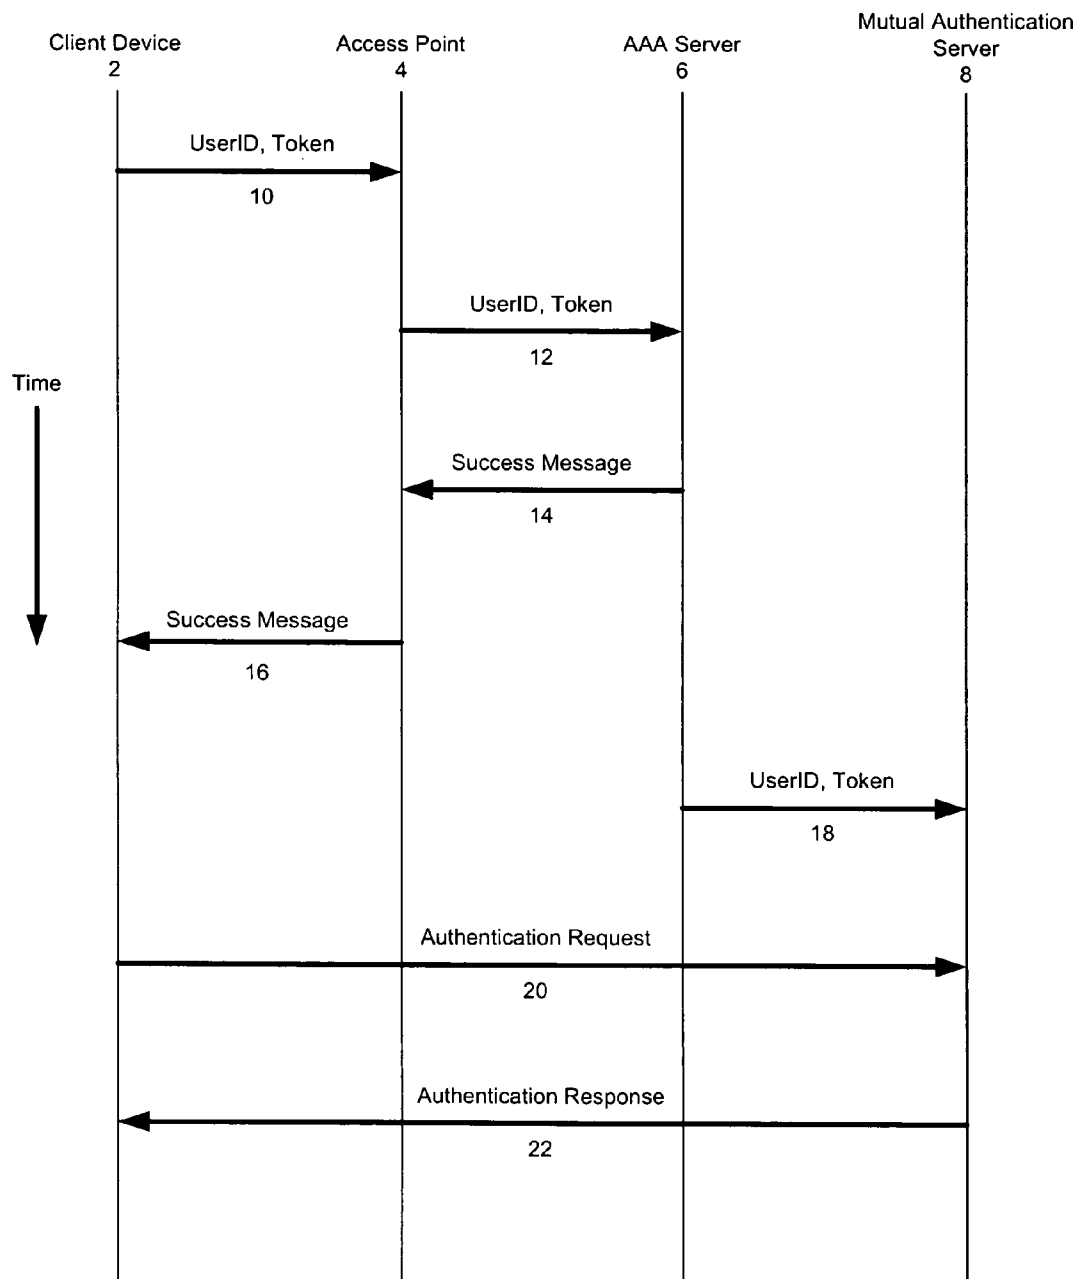 Client Device
2
Access Point
4
AAA Server
6
Mutual Authentication
Server
8
UserID, Token
10
UserID, Token
12
Time
Success Message
14
Success Message
16
UserID, Token
18
Authentication Request
20
Authentication Response
22